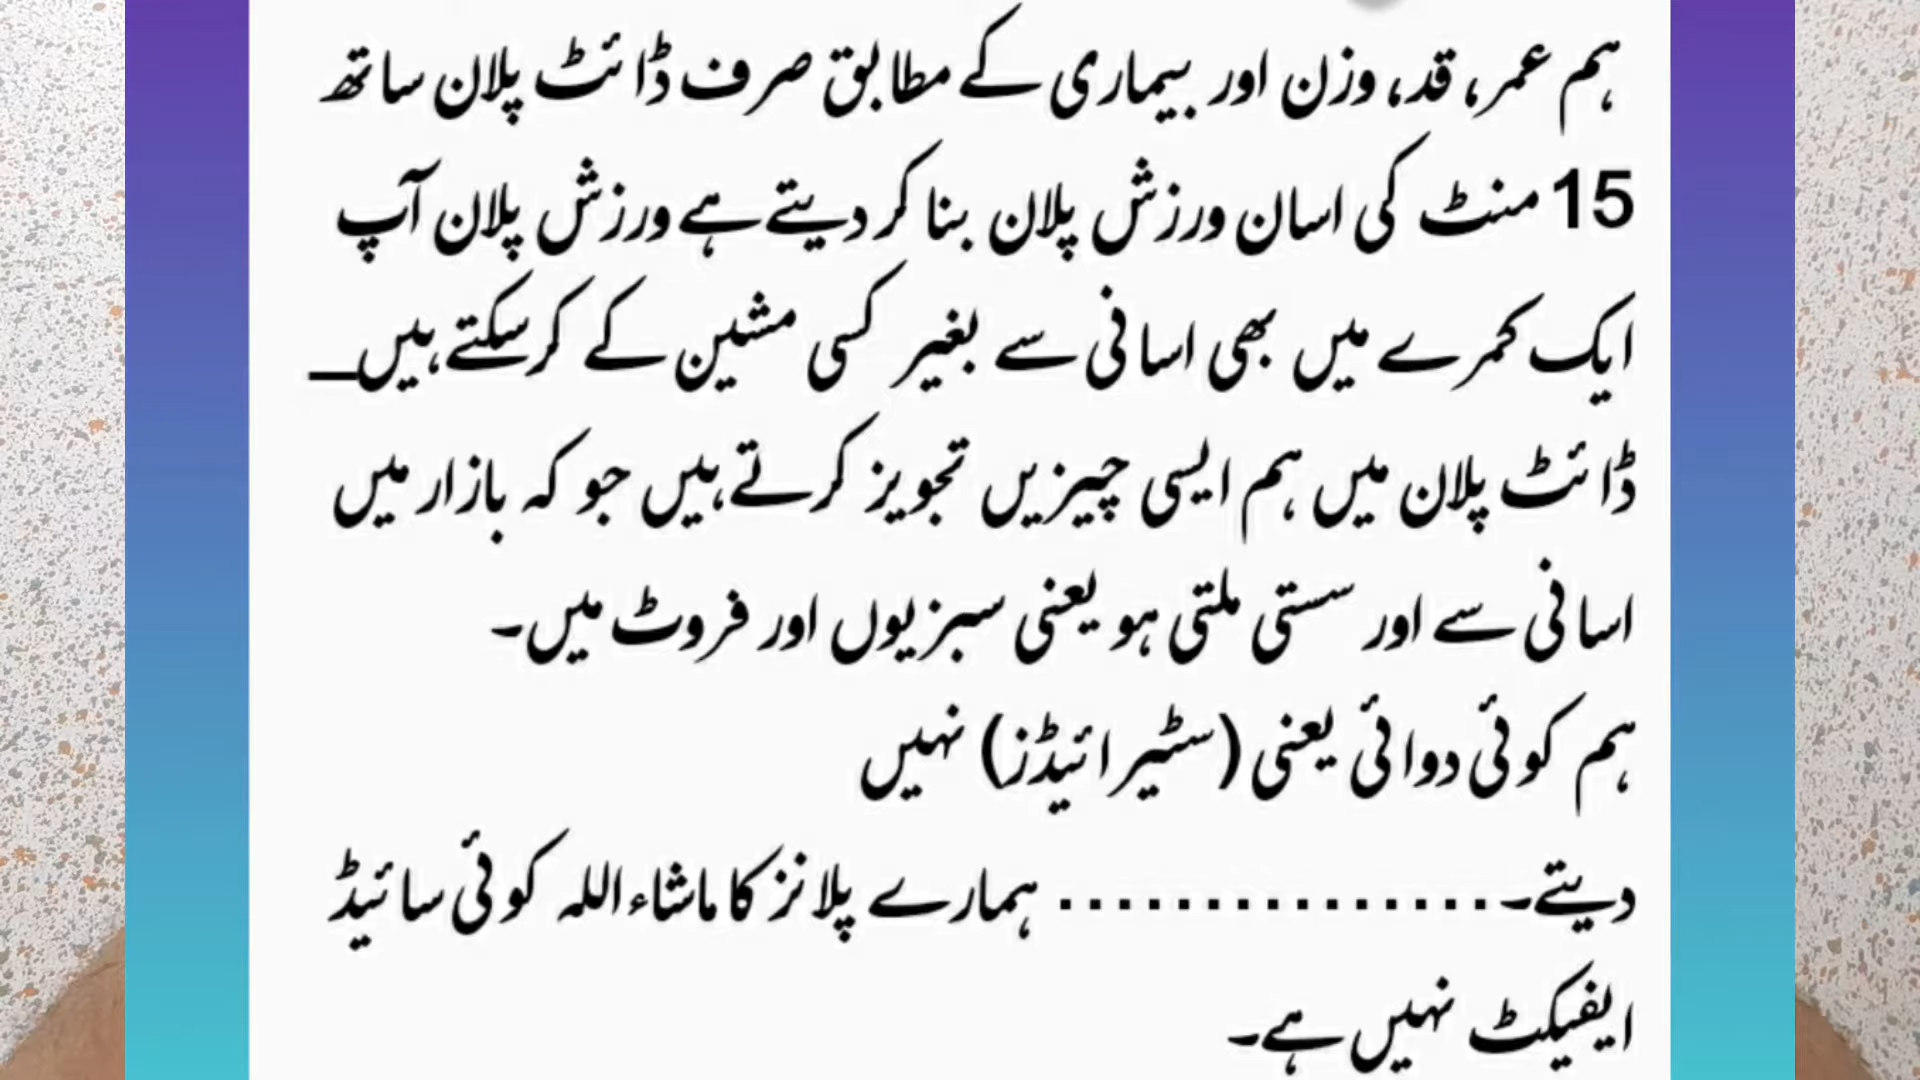 ہم عمر، قد، وزن اور بیماری کے مطابق صرف ڈائٹ پلان ساتھ
15 منٹ کی اسان ورزش پلان بنا کر دیتے ہے ورزش پلان آپ
ایک کمرے میں بھی اسانی سے بغیر کسی مشین کے کرسکتے ہیں_
ڈائٹ پلان میں ہم ایسی چیزیں تجویز کرتے ہیں جو کہ بازار میں
اسانی سے اور سستی ملتی ہو یعنی سبزیوں اور فروٹ میں۔
ہم کوئی دوائی یعنی (سٹیرائیڈز) نہیں
دیتے۔............... ہمارے پلانز کا ماشاء اللہ کوئی سائیڈ
ایفیکٹ نہیں ہے۔